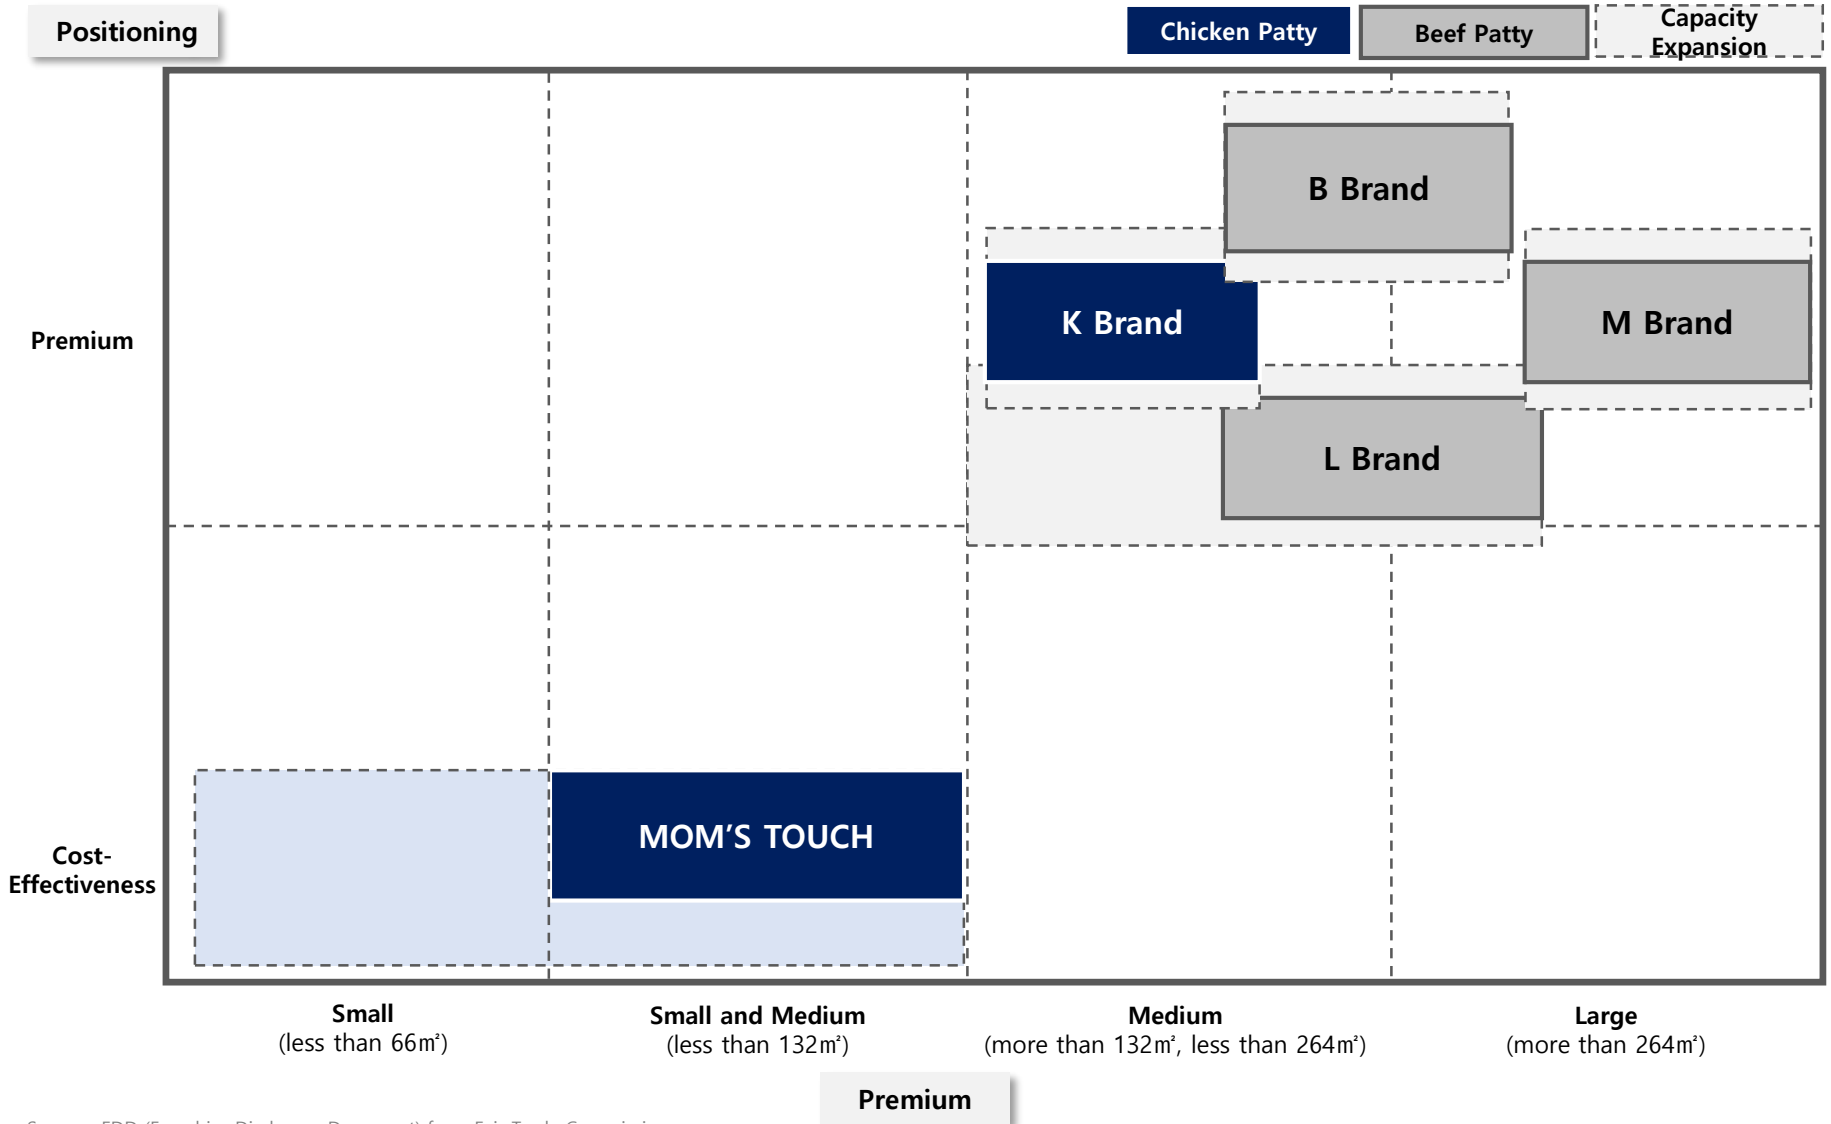 Positioning
Chicken Patty
Beef Patty
Capacity
Expansion
B Brand
K Brand
M Brand
Premium
L Brand
MOM'S TOUCH
Cost-
Effectiveness
Small
(less than 66㎡)
Small and Medium
(less than 132㎡)
Medium
(more than 132㎡, less than 264㎡)
Large
(more than 264㎡)
Premium